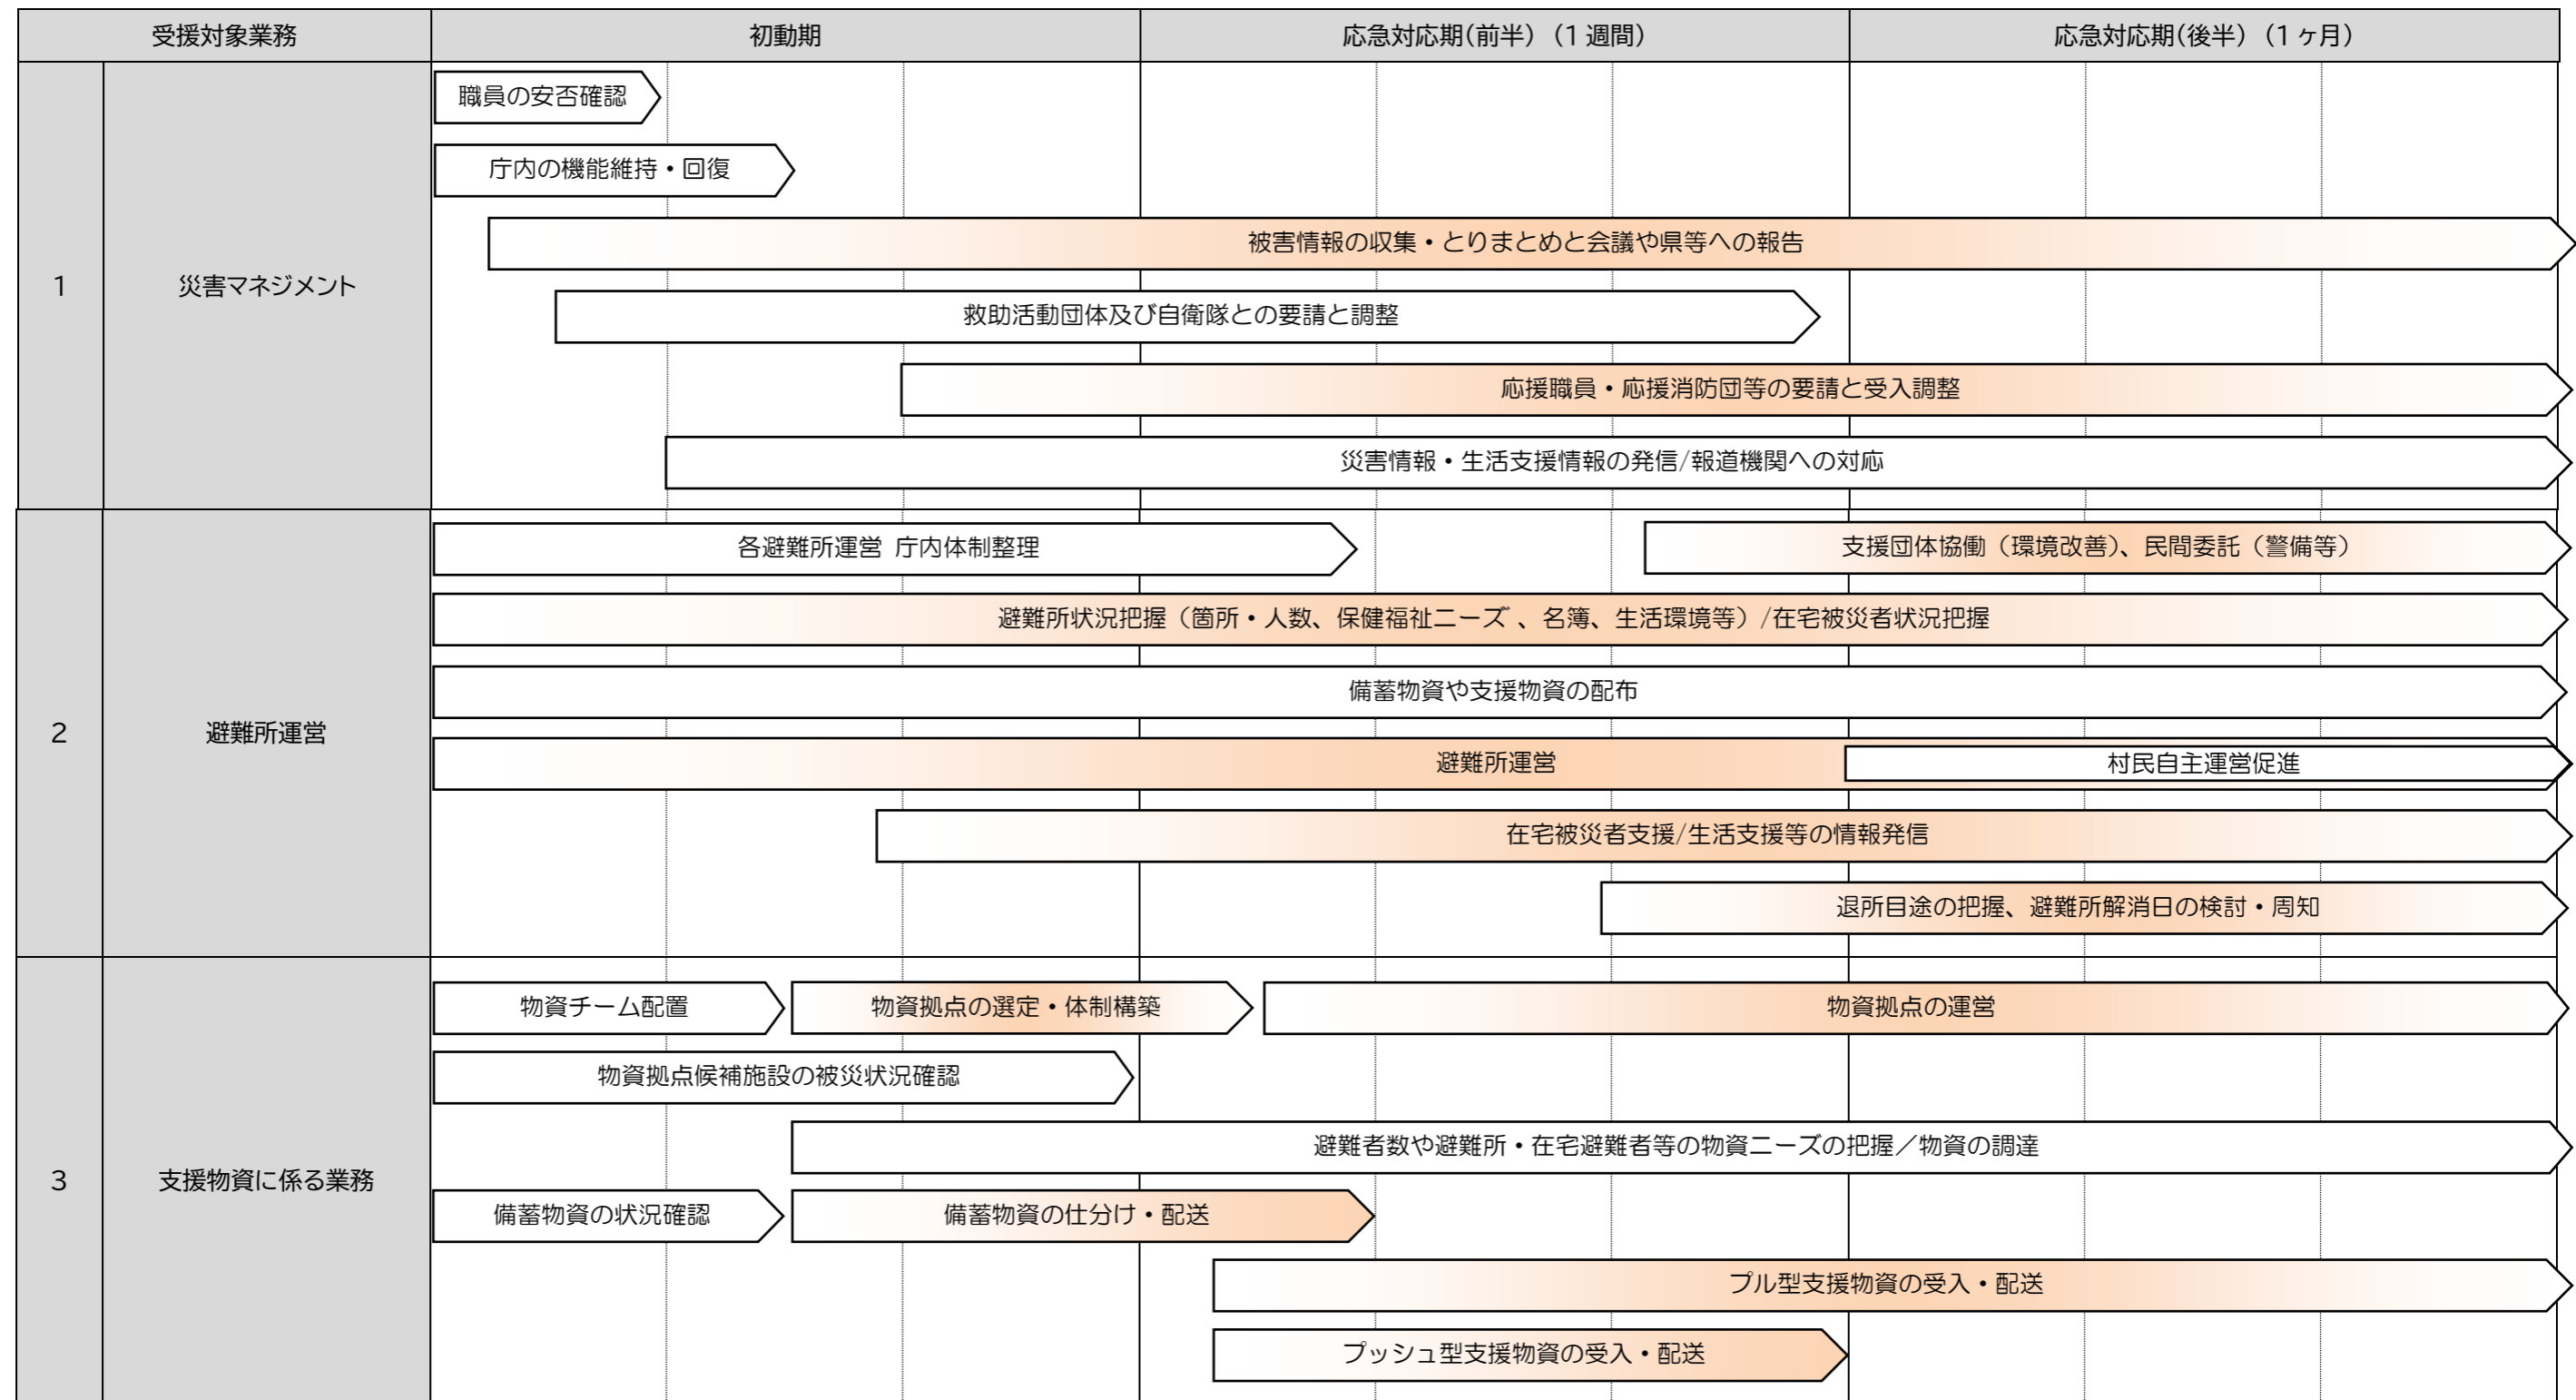 受援対象業務
初動期
応急対応期(前半) (1週間)
応急対応期(後半) (1ヶ月)
1
災害マネジメント
職員の安否確認
庁内の機能維持・回復
被害情報の収集・とりまとめと会議や県等への報告
救助活動団体及び自衛隊との要請と調整
応援職員・応援消防団等の要請と受入調整
災害情報・生活支援情報の発信/報道機関への対応
2
避難所運営
各避難所運営 庁内体制整理
支援団体協働（環境改善）、民間委託（警備等）
避難所状況把握（箇所・人数、保健福祉ニーズ、名簿、生活環境等）/在宅被災者状況把握
備蓄物資や支援物資の配布
避難所運営
村民自主運営促進
在宅被災者支援/生活支援等の情報発信
退所目途の把握、避難所解消日の検討・周知
3
支援物資に係る業務
物資チーム配置
物資拠点の選定・体制構築
物資拠点の運営
物資拠点候補施設の被災状況確認
避難者数や避難所・在宅避難者等の物資ニーズの把握／物資の調達
備蓄物資の状況確認
備蓄物資の仕分け・配送
プル型支援物資の受入・配送
プッシュ型支援物資の受入・配送